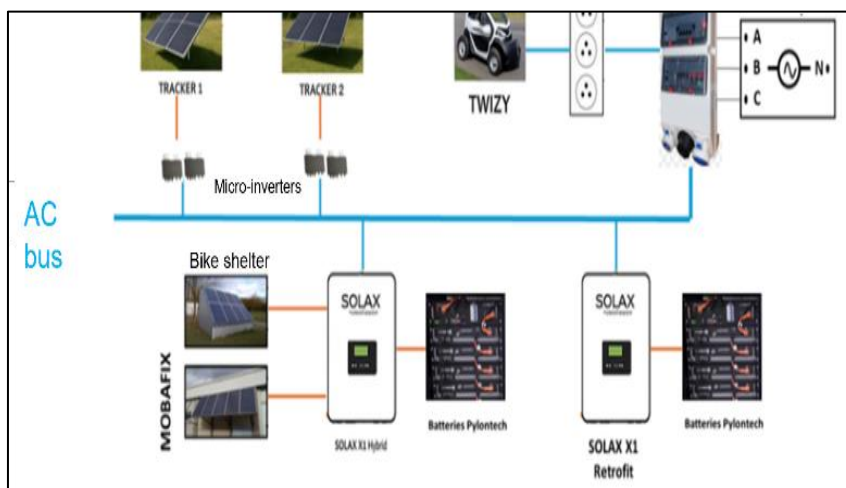 TRACKER 1
TRACKER 2
TWIZY
A
B
C
N
Micro-inverters
AC
bus
Bike shelter
MOBAFIX
SOLAX
SOLAX
SOLAX X1 Hybrid
Batteries Pylontech
SOLAX X1
Retrofit
Batteries Pylontech